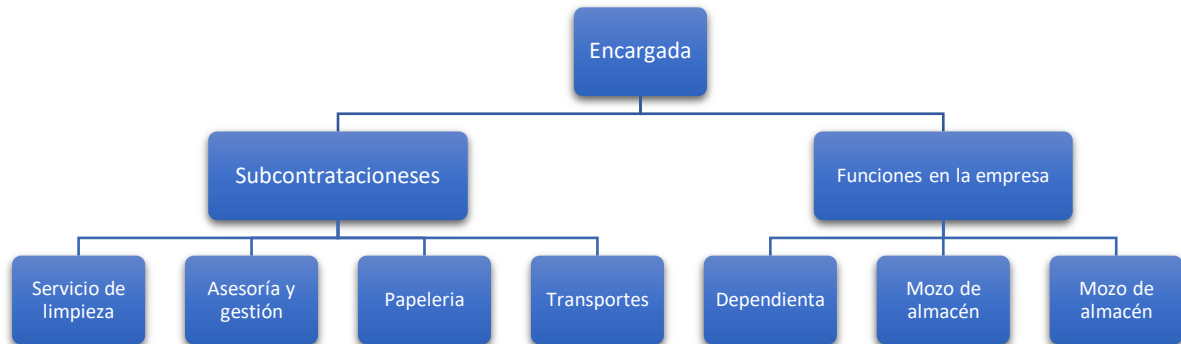 Encargada
Subcontratacioneses
Funciones en la empresa
Servicio de
limpieza
Asesoría y
gestión
Papeleria
Transportes
Dependienta
Mozo de
almacén
Mozo de
almacén